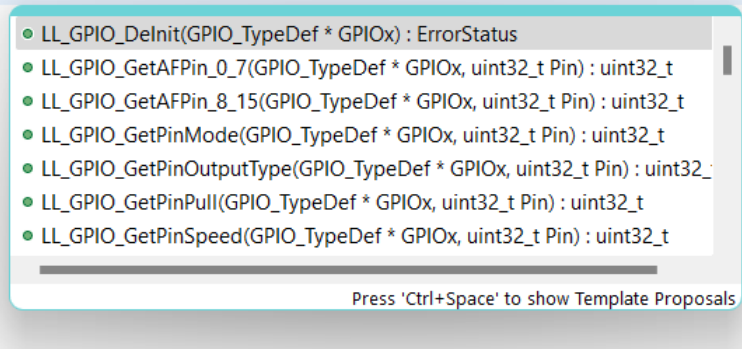 LL_GPIO_DeInit(GPIO_TypeDef * GPIOx) : ErrorStatus
LL_GPIO_GetAFPin_0_7(GPIO_TypeDef * GPIOx, uint32_t Pin) : uint32_t
LL_GPIO_GetAFPin_8_15(GPIO_TypeDef * GPIOx, uint32_t Pin) : uint32_t
LL_GPIO_GetPinMode(GPIO_TypeDef * GPIOx, uint32_t Pin) : uint32_t
LL_GPIO_GetPinOutputType(GPIO_TypeDef * GPIOx, uint32_t Pin) : uint32_
LL_GPIO_GetPinPull(GPIO_TypeDef * GPIOx, uint32_t Pin) : uint32_t
LL_GPIO_GetPinSpeed(GPIO_TypeDef * GPIOx, uint32_t Pin) : uint32_t
Press 'Ctrl+Space' to show Template Proposals